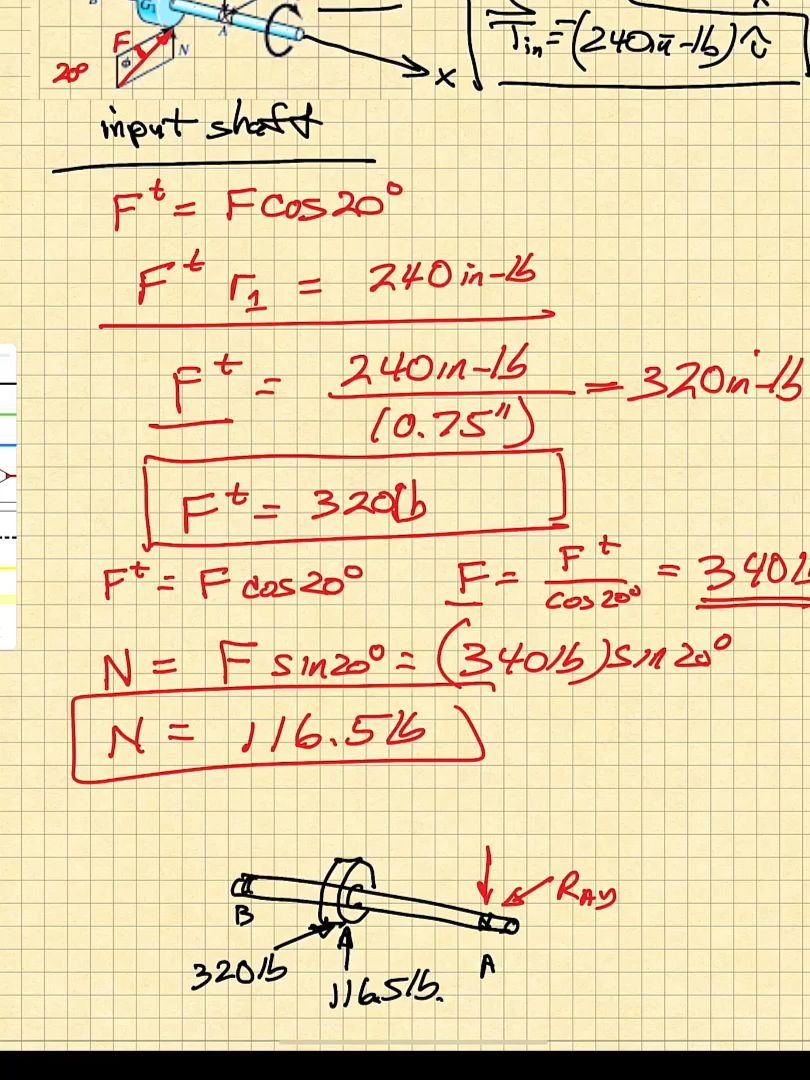 G₁
A
F
N
φ
20°
x
T_in = -(240 in-lb) î
input shaft
F^t = F cos 20°
F^t r₁ = 240 in-lb
F^t = 240 in-lb / (0.75") = 320 in-lb
F^t = 320 lb
F^t = F cos 20° F = F^t / cos 20° = 340 l
N = F sin 20° = (340 lb) sin 20°
N = 116.5 lb
R_Ay
B
A
320 lb
116.5 lb.